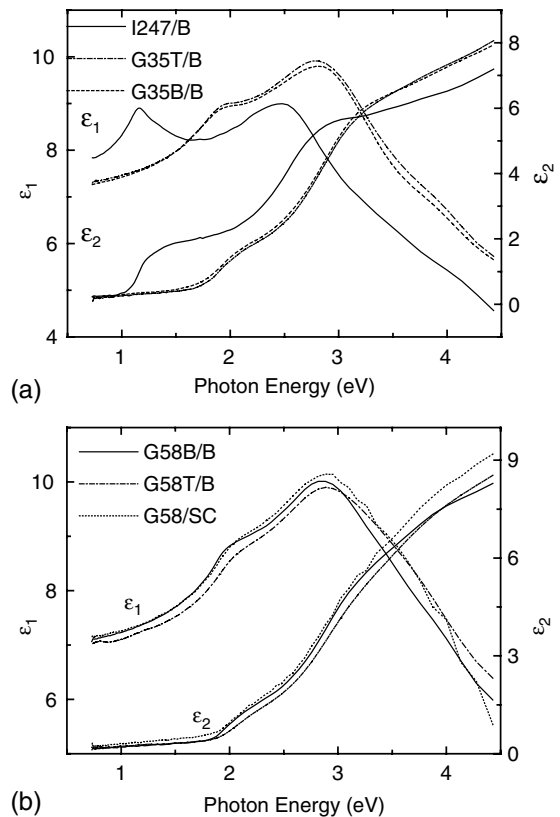 I247/B
G35T/B
G35B/B
ε1
ε2
10
8
6
4
ε1
8
6
4
2
0
ε2
1 2 3 4
Photon Energy (eV)
(a)
G58B/B
G58T/B
G58/SC
ε1
ε2
10
8
6
ε1
9
6
3
0
ε2
1 2 3 4
Photon Energy (eV)
(b)